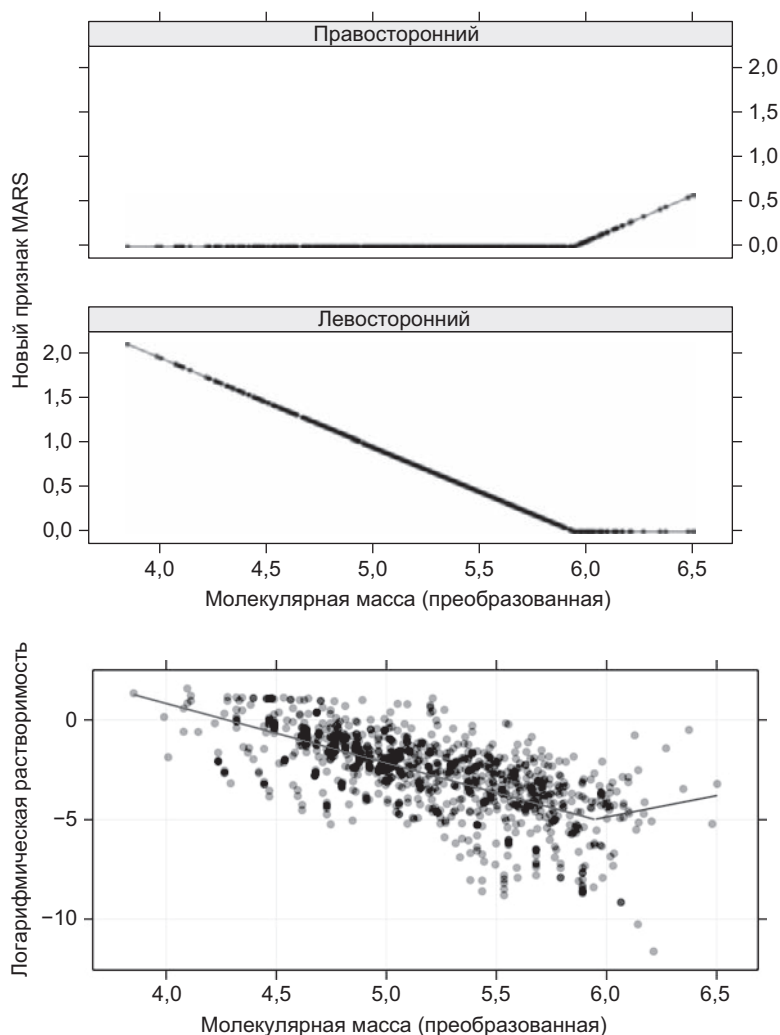 Правосторонний
2,0
1,5
1,0
0,5
0,0
Новый признак MARS
Левосторонний
2,0
1,5
1,0
0,5
0,0
4,0 4,5 5,0 5,5 6,0 6,5
Молекулярная масса (преобразованная)
Логарифмическая растворимость
0
−5
−10
4,0 4,5 5,0 5,5 6,0 6,5
Молекулярная масса (преобразованная)